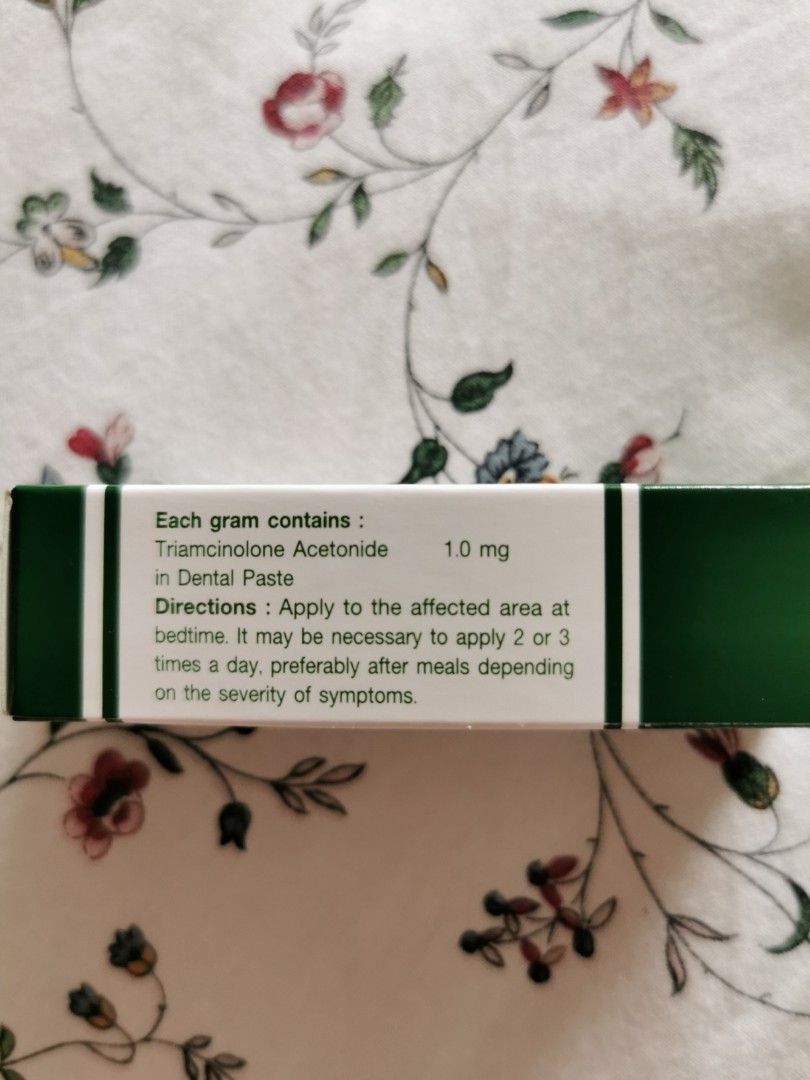 Each gram contains :
Triamcinolone Acetonide 1.0 mg
in Dental Paste
Directions : Apply to the affected area at
bedtime. It may be necessary to apply 2 or 3
times a day, preferably after meals depending
on the severity of symptoms.